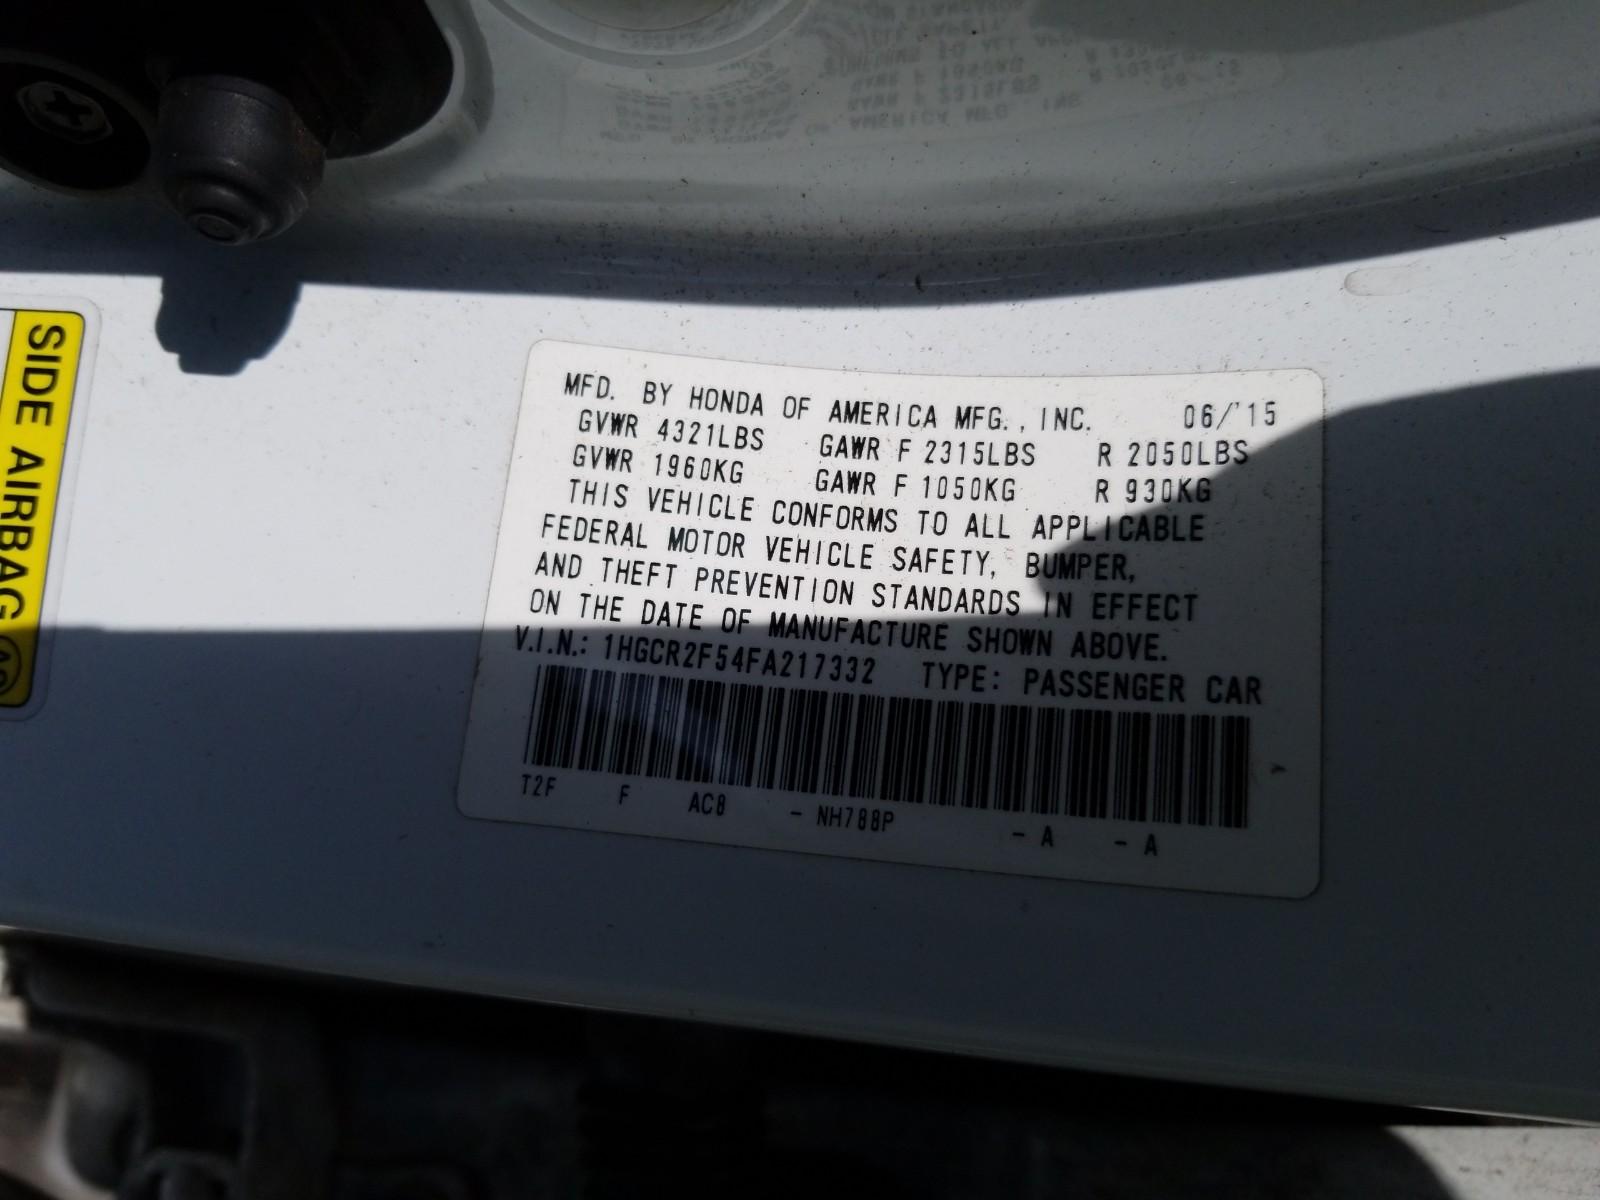 SIDE AIRBAG
MFD. BY HONDA OF AMERICA MFG., INC. 06/'15
GVWR 4321LBS GAWR F 2315LBS R 2050LBS
GVWR 1960KG GAWR F 1050KG R 930KG
THIS VEHICLE CONFORMS TO ALL APPLICABLE
FEDERAL MOTOR VEHICLE SAFETY, BUMPER,
AND THEFT PREVENTION STANDARDS IN EFFECT
ON THE DATE OF MANUFACTURE SHOWN ABOVE.
V.I.N.: 1HGCR2F54FA217332 TYPE: PASSENGER CAR
T2F F AC8 - NH788P - A - A